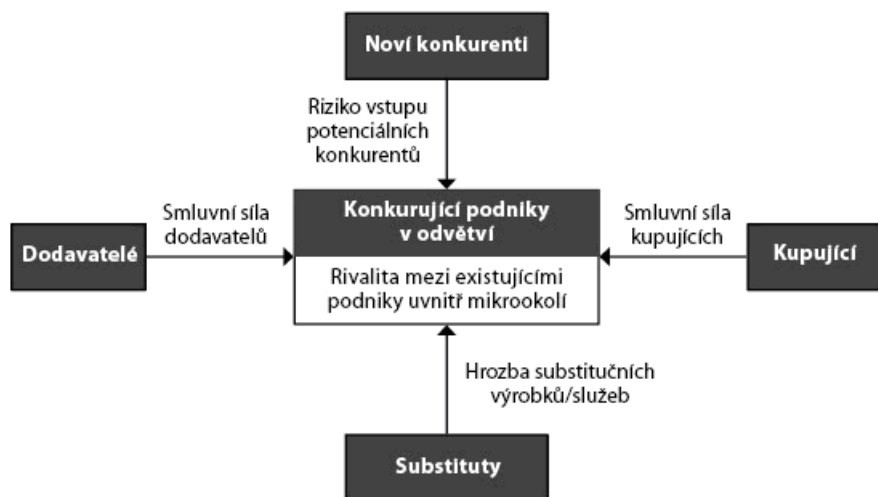 Noví konkurenti
Riziko vstupu
potenciálních
konkurentů
Smluvní síla
dodavatelů
Dodavatelé
Konkurující podniky
v odvětví
Rivalita mezi existujícími
podniky uvnitř mikrookolí
Smluvní síla
kupujících
Kupující
Hrozba substitučních
výrobků/služeb
Substituty